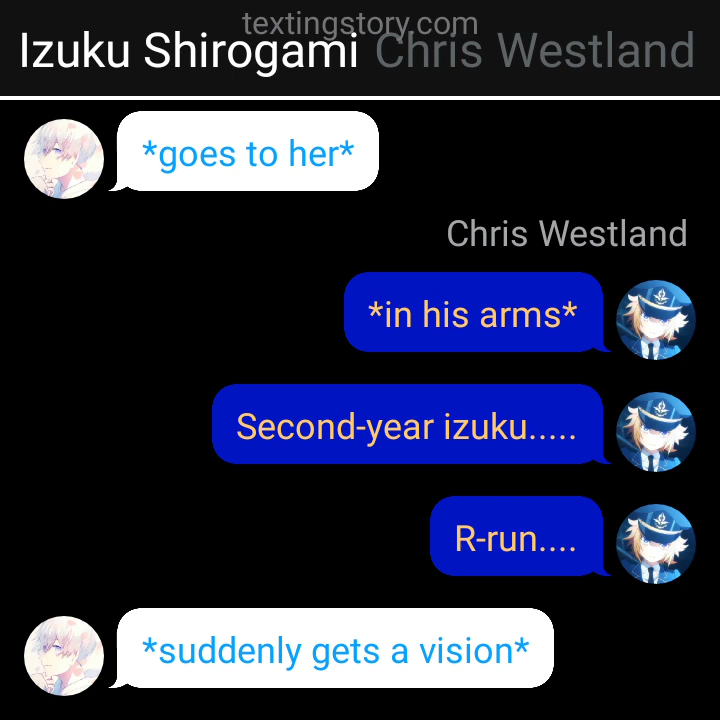 textingstory.com
Izuku Shirogami Chris Westland
*goes to her*
Chris Westland
*in his arms*
Second-year izuku.....
R-run....
*suddenly gets a vision*